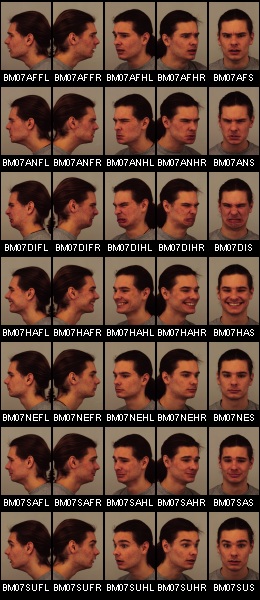 BM07AFFL BM07AFFR BM07AFHL BM07AFHR BM07AFS
BM07ANFL BM07ANFR BM07ANHL BM07ANHR BM07ANS
BM07DIFL BM07DIFR BM07DIHL BM07DIHR BM07DIS
BM07HAFL BM07HAFR BM07HAHL BM07HAHR BM07HAS
BM07NEFL BM07NEFR BM07NEHL BM07NEHR BM07NES
BM07SAFL BM07SAFR BM07SAHL BM07SAHR BM07SAS
BM07SUFL BM07SUFR BM07SUHL BM07SUHR BM07SUS